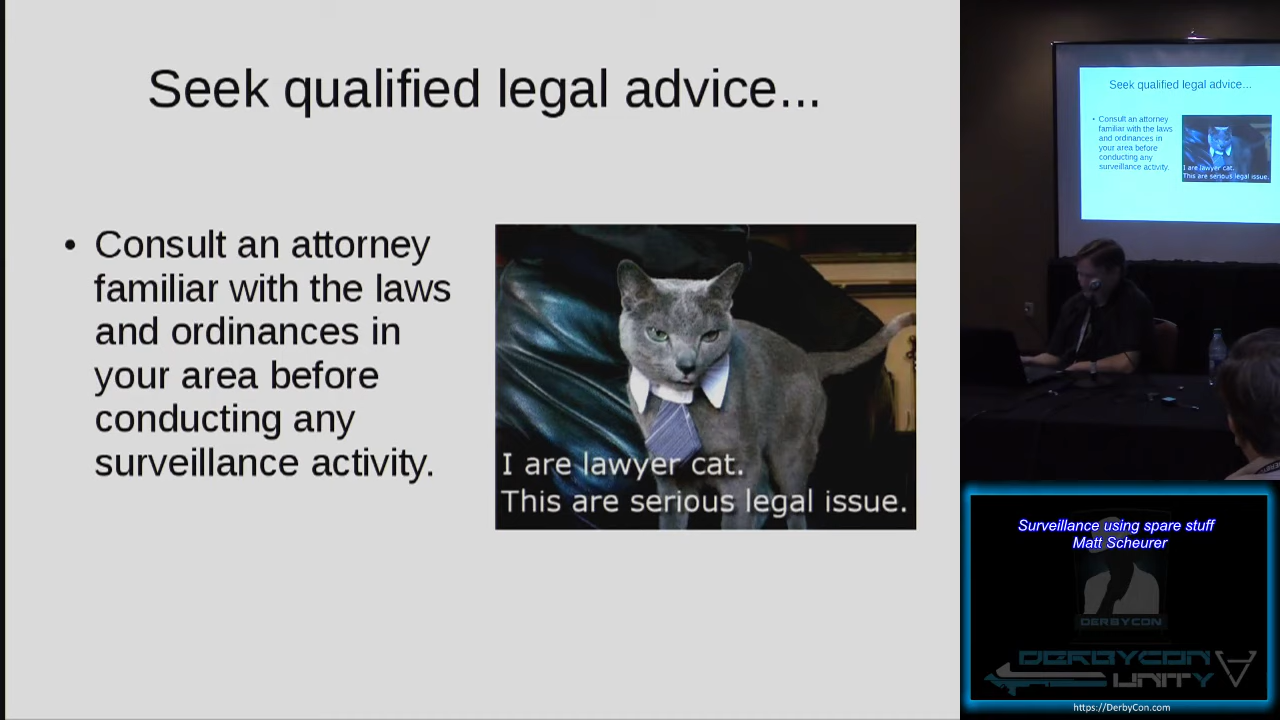 Seek qualified legal advice...
• Consult an attorney
familiar with the laws
and ordinances in
your area before
conducting any
surveillance activity.
I are lawyer cat.
This are serious legal issue.
Seek qualified legal advice...
• Consult an attorney
familiar with the laws
and ordinances in
your area before
conducting any
surveillance activity.
I are lawyer cat.
This are serious legal issue.
Surveillance using spare stuff
Matt Scheurer
DERBYCON
DERBYCON
UNITY
https://DerbyCon.com